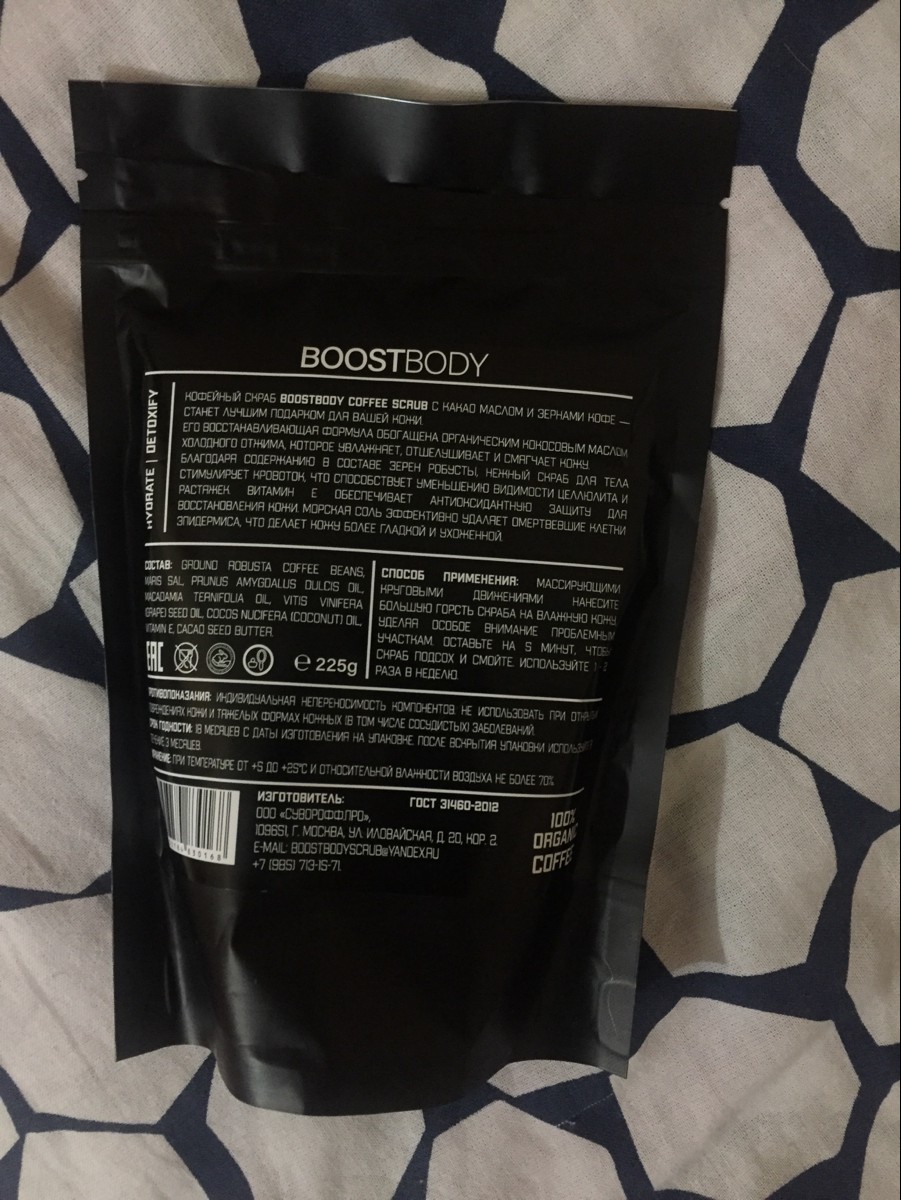 BOOSTBODY
HYDRATE | DETOXIFY
КОФЕЙНЫЙ СКРАБ BOOSTBODY COFFEE SCRUB С КАКАО МАСЛОМ И ЗЕРНАМИ КОФЕ —
СТАНЕТ ЛУЧШИМ ПОДАРКОМ ДЛЯ ВАШЕЙ КОЖИ.
ЕГО ВОССТАНАВЛИВАЮЩАЯ ФОРМУЛА ОБОГАЩЕНА ОРГАНИЧЕСКИМ КОКОСОВЫМ МАСЛОМ
ХОЛОДНОГО ОТЖИМА, КОТОРОЕ УВЛАЖНЯЕТ, ОТШЕЛУШИВАЕТ И СМЯГЧАЕТ КОЖУ.
БЛАГОДАРЯ СОДЕРЖАНИЮ В СОСТАВЕ ЗЕРЕН РОБУСТЫ, НЕЖНЫЙ СКРАБ ДЛЯ ТЕЛА
СТИМУЛИРУЕТ КРОВОТОК, ЧТО СПОСОБСТВУЕТ УМЕНЬШЕНИЮ ВИДИМОСТИ ЦЕЛЛЮЛИТА И
РАСТЯЖЕК. ВИТАМИН Е ОБЕСПЕЧИВАЕТ АНТИОКСИДАНТНУЮ ЗАЩИТУ ДЛЯ
ВОССТАНОВЛЕНИЯ КОЖИ. МОРСКАЯ СОЛЬ ЭФФЕКТИВНО УДАЛЯЕТ ОМЕРТВЕВШИЕ КЛЕТКИ
ЭПИДЕРМИСА, ЧТО ДЕЛАЕТ КОЖУ БОЛЕЕ ГЛАДКОЙ И УХОЖЕННОЙ.
СОСТАВ: GROUND ROBUSTA COFFEE BEANS,
MARIS SAL, PRUNUS AMYGDALUS DULCIS OIL,
MACADAMIA TERNIFOLIA OIL, VITIS VINIFERA
(GRAPE) SEED OIL, COCOS NUCIFERA (COCONUT) OIL,
VITAMIN E, CACAO SEED BUTTER.
EAC
℮ 225g
СПОСОБ ПРИМЕНЕНИЯ: МАССИРУЮЩИМИ
КРУГОВЫМИ ДВИЖЕНИЯМИ НАНЕСИТЕ
БОЛЬШУЮ ГОРСТЬ СКРАБА НА ВЛАЖНУЮ КОЖУ,
УДЕЛЯЯ ОСОБОЕ ВНИМАНИЕ ПРОБЛЕМНЫМ
УЧАСТКАМ. ОСТАВЬТЕ НА 5 МИНУТ, ЧТОБЫ
СКРАБ ПОДСОХ И СМОЙТЕ. ИСПОЛЬЗУЙТЕ 1-2
РАЗА В НЕДЕЛЮ.
ПРОТИВОПОКАЗАНИЯ: ИНДИВИДУАЛЬНАЯ НЕПЕРЕНОСИМОСТЬ КОМПОНЕНТОВ. НЕ ИСПОЛЬЗОВАТЬ ПРИ ОТКРЫТЫХ
ПОВРЕЖДЕНИЯХ КОЖИ И ТЯЖЕЛЫХ ФОРМАХ КОЖНЫХ (В ТОМ ЧИСЛЕ СОСУДИСТЫХ) ЗАБОЛЕВАНИЙ.
СРОК ГОДНОСТИ: 18 МЕСЯЦЕВ С ДАТЫ ИЗГОТОВЛЕНИЯ НА УПАКОВКЕ. ПОСЛЕ ВСКРЫТИЯ УПАКОВКИ ИСПОЛЬЗУЙТЕ В
ТЕЧЕНИЕ 3 МЕСЯЦЕВ.
ХРАНЕНИЕ: ПРИ ТЕМПЕРАТУРЕ ОТ +5 ДО +25°С И ОТНОСИТЕЛЬНОЙ ВЛАЖНОСТИ ВОЗДУХА НЕ БОЛЕЕ 70%.
ИЗГОТОВИТЕЛЬ: ГОСТ 31460-2012
ООО «СУВОРОФФ.ПРО»,
109651, Г. МОСКВА, УЛ. ИЛОВАЙСКАЯ, Д. 20, КОР. 2.
E-MAIL: BOOSTBODYSCRUB@YANDEX.RU
+7 (985) 713-15-71.
100%
ORGANIC
COFFEE